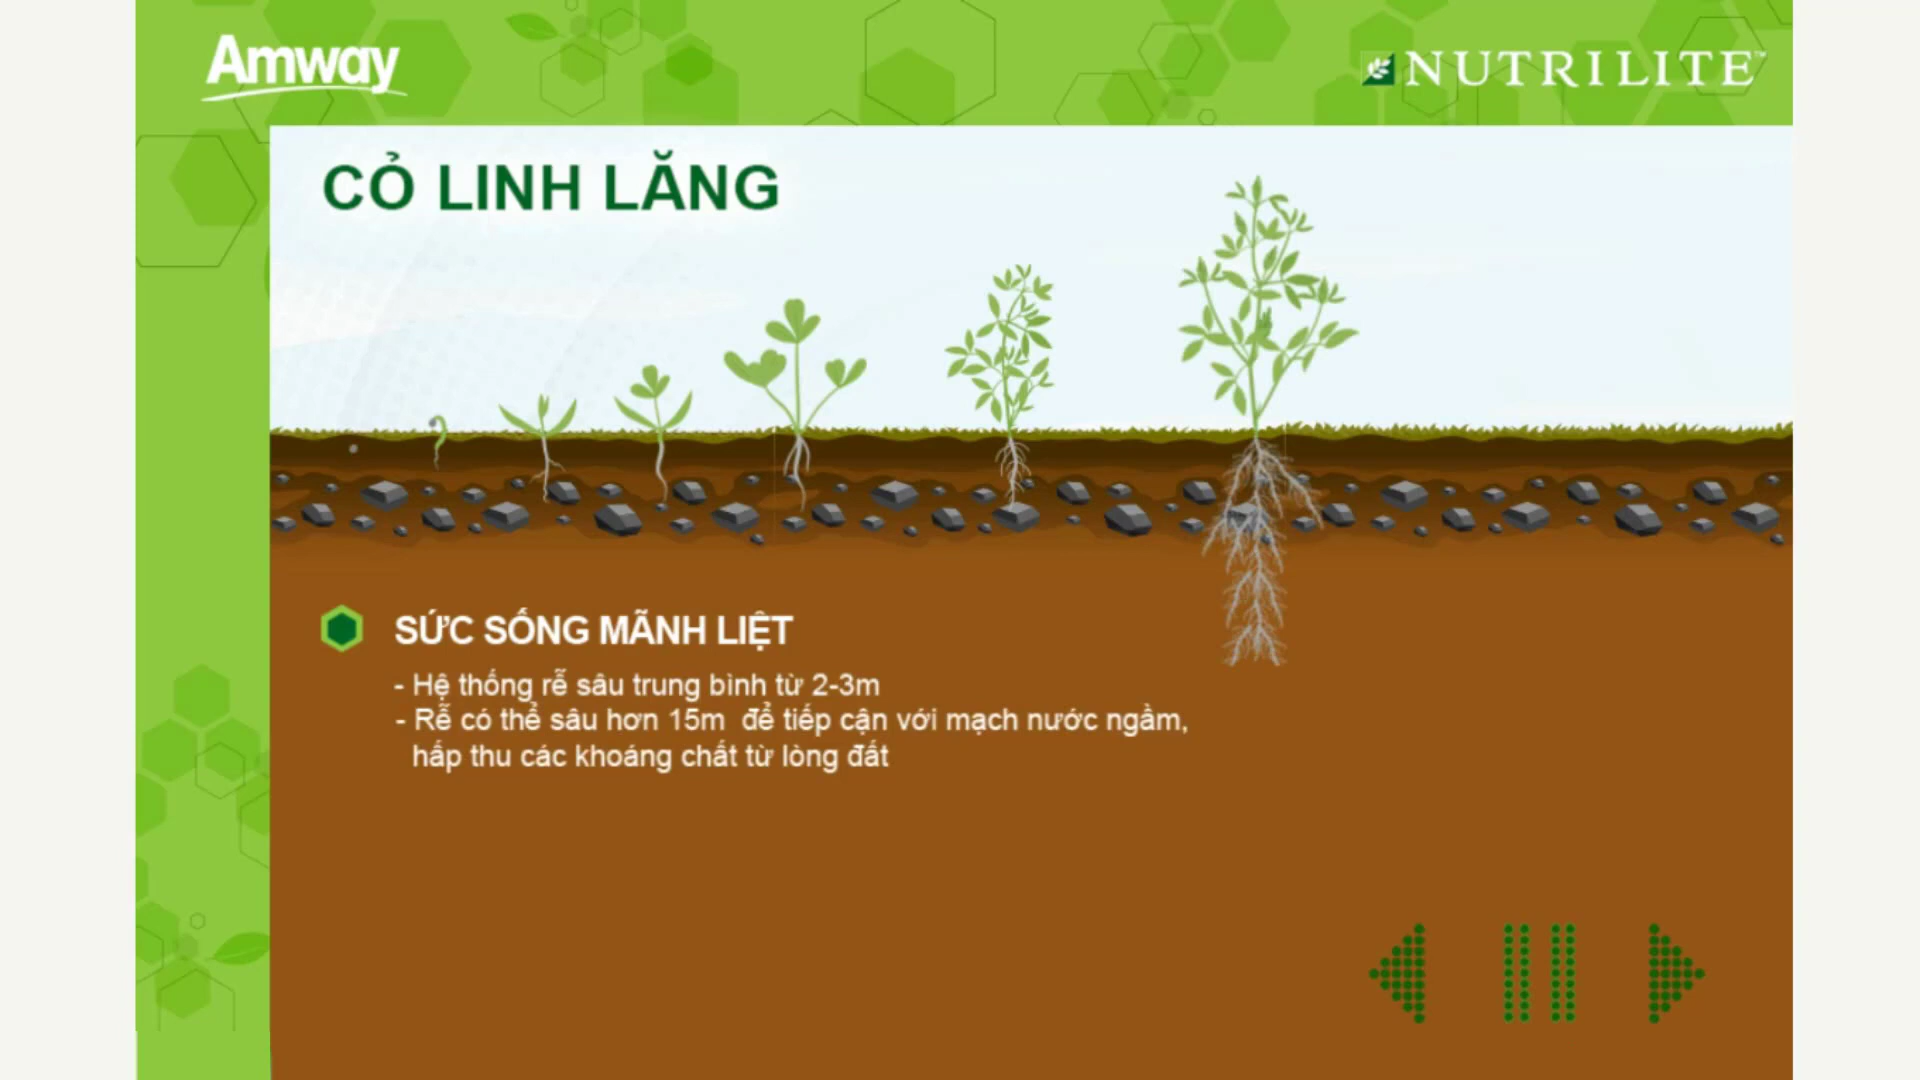 Amway
NUTRILITE™
CỎ LINH LĂNG
SỨC SỐNG MÃNH LIỆT
- Hệ thống rễ sâu trung bình từ 2-3m
- Rễ có thể sâu hơn 15m để tiếp cận với mạch nước ngầm,
hấp thu các khoáng chất từ lòng đất